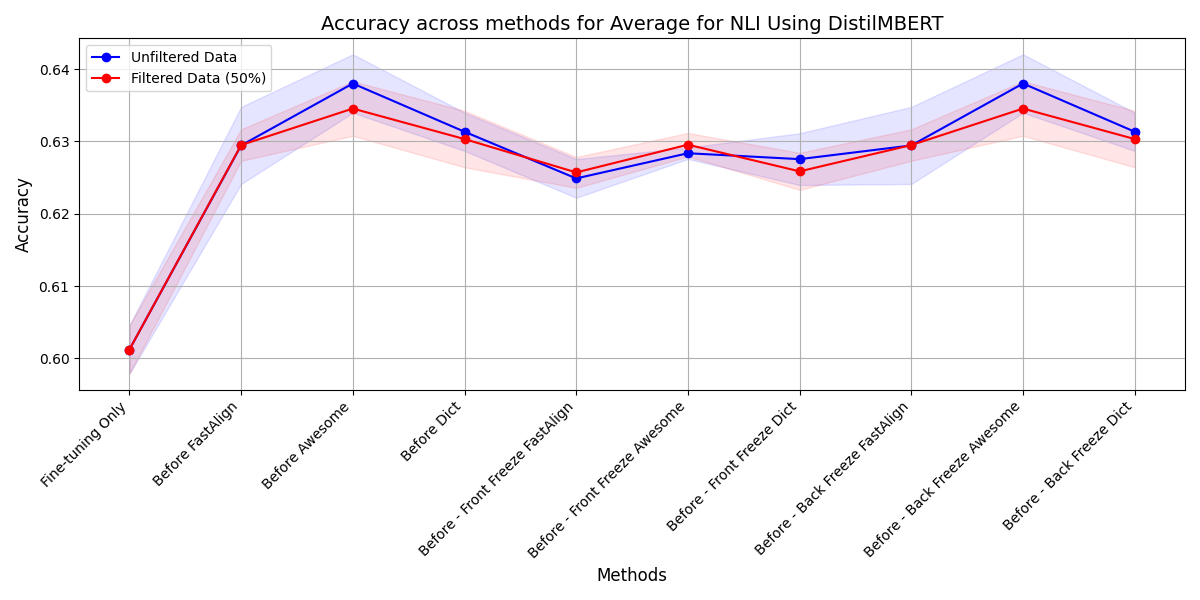 Accuracy across methods for Average for NLI Using DistilMBERT
Unfiltered Data
Filtered Data (50%)
Accuracy
0.64
0.63
0.62
0.61
0.60
Fine-tuning Only
Before FastAlign
Before Awesome
Before Dict
Before - Front Freeze FastAlign
Before - Front Freeze Awesome
Before - Front Freeze Dict
Before - Back Freeze FastAlign
Before - Back Freeze Awesome
Before - Back Freeze Dict
Methods